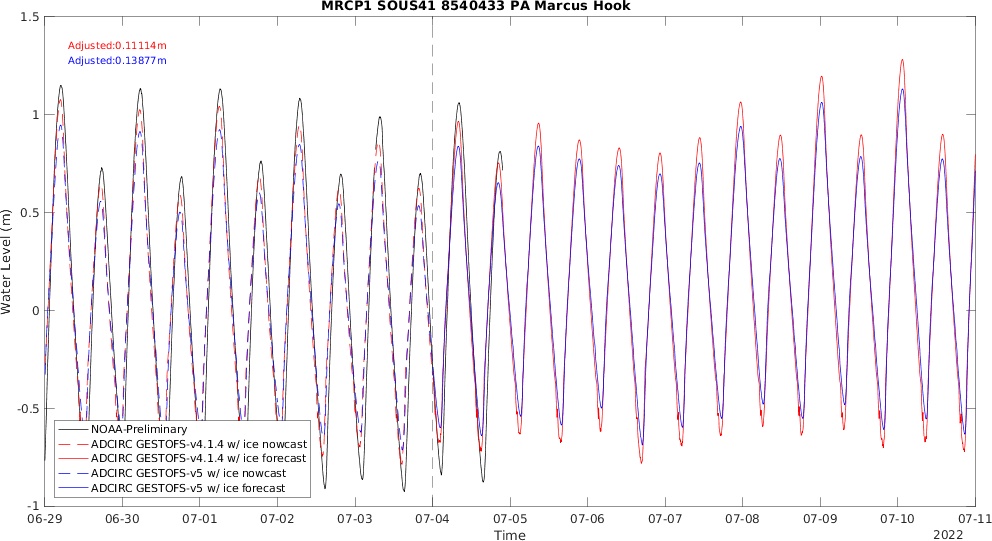 MRCP1 SOUS41 8540433 PA Marcus Hook
1.5
Adjusted:0.11114m
Adjusted:0.13877m
1
0.5
Water Level (m)
0
-0.5
NOAA-Preliminary
ADCIRC GESTOFS-v4.1.4 w/ ice nowcast
ADCIRC GESTOFS-v4.1.4 w/ ice forecast
ADCIRC GESTOFS-v5 w/ ice nowcast
ADCIRC GESTOFS-v5 w/ ice forecast
-1
06-29 06-30 07-01 07-02 07-03 07-04 07-05 07-06 07-07 07-08 07-09 07-10 07-11
Time
2022